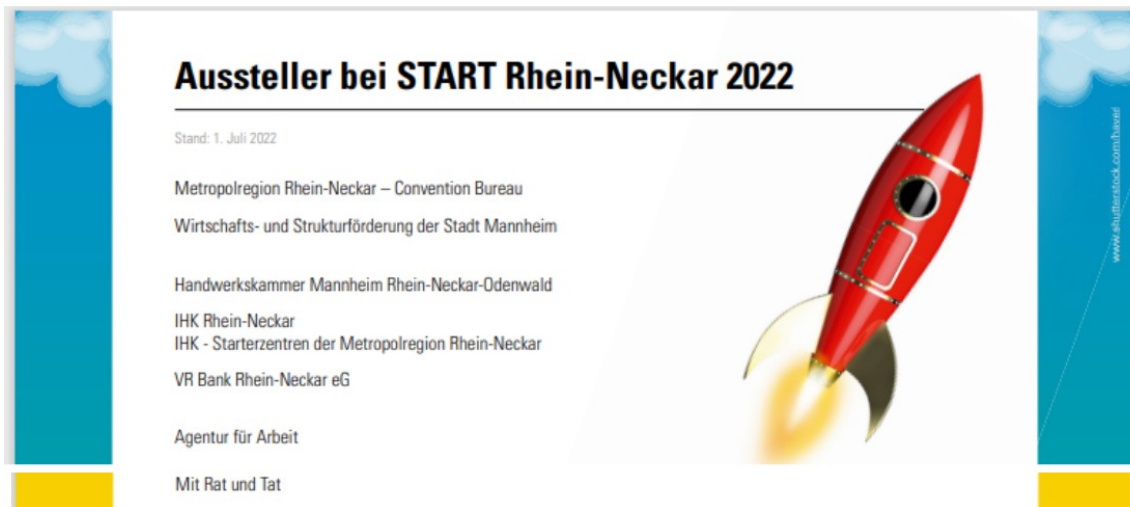 Aussteller bei START Rhein-Neckar 2022
Stand: 1. Juli 2022
Metropolregion Rhein-Neckar – Convention Bureau
Wirtschafts- und Strukturförderung der Stadt Mannheim
Handwerkskammer Mannheim Rhein-Neckar-Odenwald
IHK Rhein-Neckar
IHK - Starterzentren der Metropolregion Rhein-Neckar
VR Bank Rhein-Neckar eG
Agentur für Arbeit
Mit Rat und Tat
www.shutterstock.com/haveri